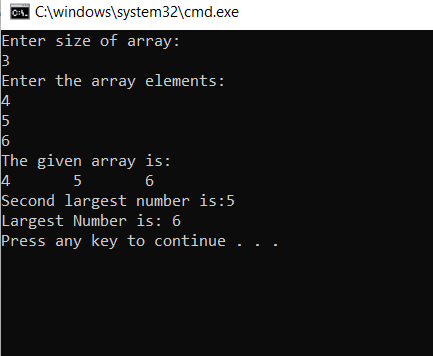 C:\windows\system32\cmd.exe
Enter size of array:
3
Enter the array elements:
4
5
6
The given array is:
4       5       6
Second largest number is:5
Largest Number is: 6
Press any key to continue . . .